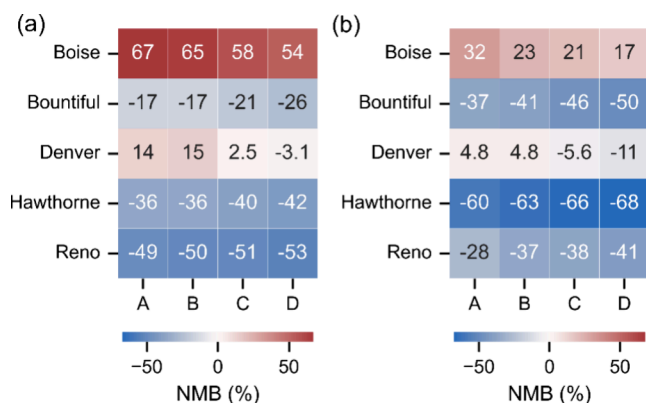 (a)
Boise 67 65 58 54
Bountiful -17 -17 -21 -26
Denver 14 15 2.5 -3.1
Hawthorne -36 -36 -40 -42
Reno -49 -50 -51 -53
A B C D
−50 0 50
NMB (%)
(b)
Boise 32 23 21 17
Bountiful -37 -41 -46 -50
Denver 4.8 4.8 -5.6 -11
Hawthorne -60 -63 -66 -68
Reno -28 -37 -38 -41
A B C D
−50 0 50
NMB (%)